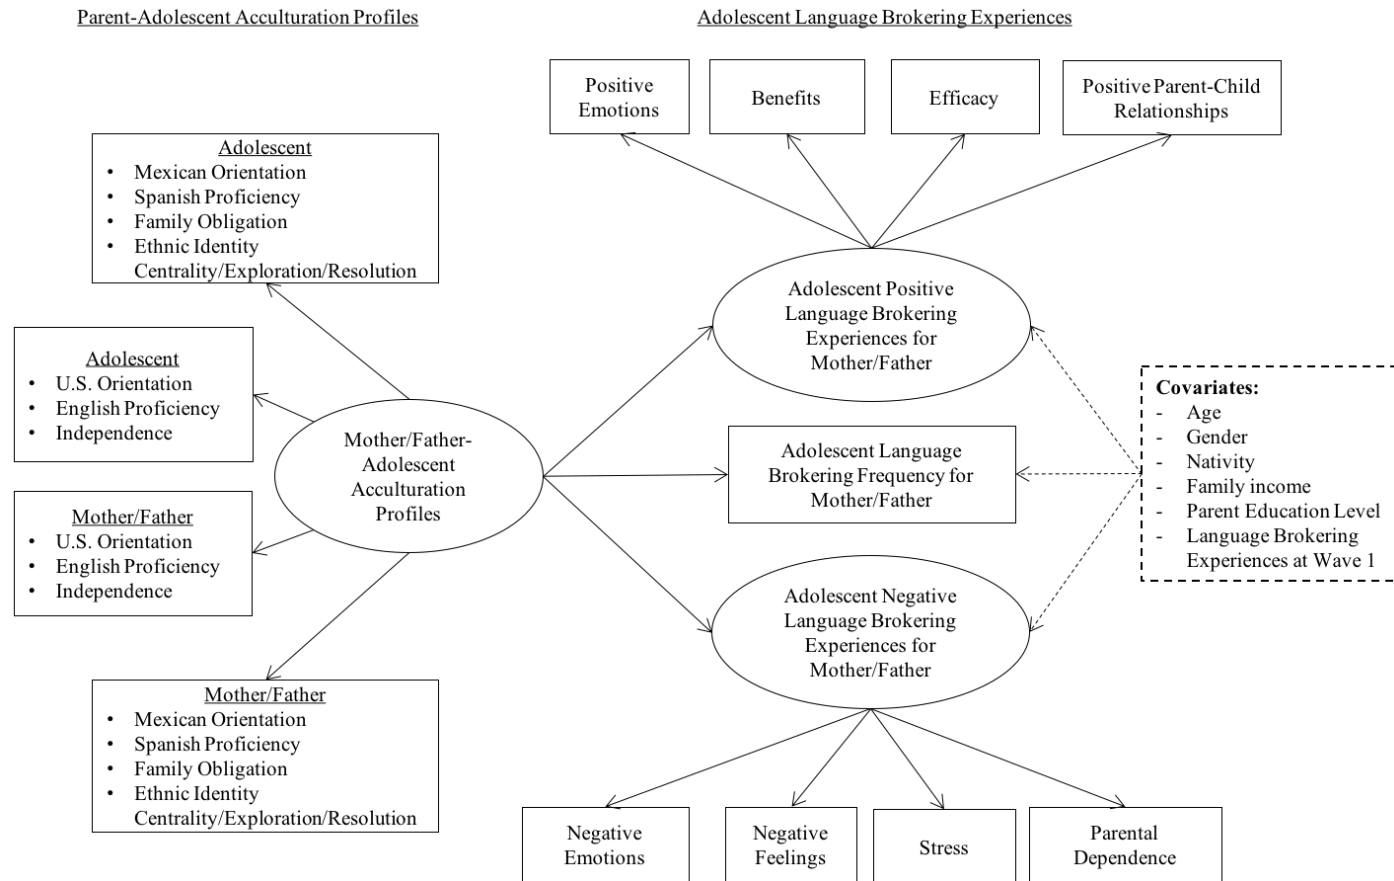 Parent-Adolescent Acculturation Profiles
Adolescent Language Brokering Experiences
Adolescent
• Mexican Orientation
• Spanish Proficiency
• Family Obligation
• Ethnic Identity
Centrality/Exploration/Resolution
Adolescent
• U.S. Orientation
• English Proficiency
• Independence
Mother/Father
• U.S. Orientation
• English Proficiency
• Independence
Mother/Father
• Mexican Orientation
• Spanish Proficiency
• Family Obligation
• Ethnic Identity
Centrality/Exploration/Resolution
Mother/Father-
Adolescent
Acculturation
Profiles
Positive
Emotions
Benefits
Efficacy
Positive Parent-Child
Relationships
Adolescent Positive
Language Brokering
Experiences for
Mother/Father
Adolescent Language
Brokering Frequency for
Mother/Father
Adolescent Negative
Language Brokering
Experiences for
Mother/Father
Negative
Emotions
Negative
Feelings
Stress
Parental
Dependence
Covariates:
- Age
- Gender
- Nativity
- Family income
- Parent Education Level
- Language Brokering
Experiences at Wave 1